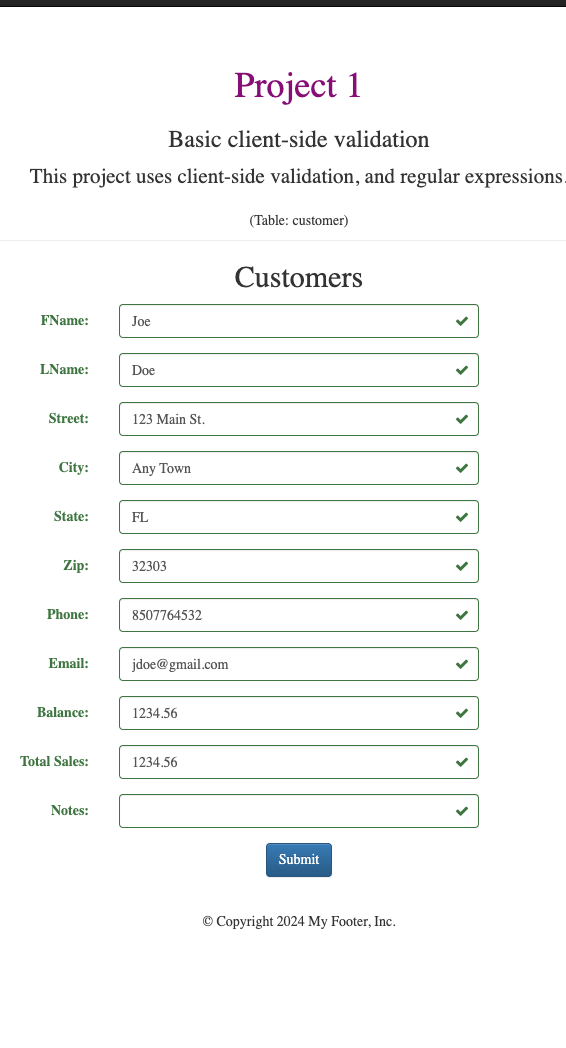 Project 1
Basic client-side validation
This project uses client-side validation, and regular expressions.
(Table: customer)
Customers
FName: Joe
LName: Doe
Street: 123 Main St.
City: Any Town
State: FL
Zip: 32303
Phone: 8507764532
Email: jdoe@gmail.com
Balance: 1234.56
Total Sales: 1234.56
Notes:
Submit
© Copyright 2024 My Footer, Inc.